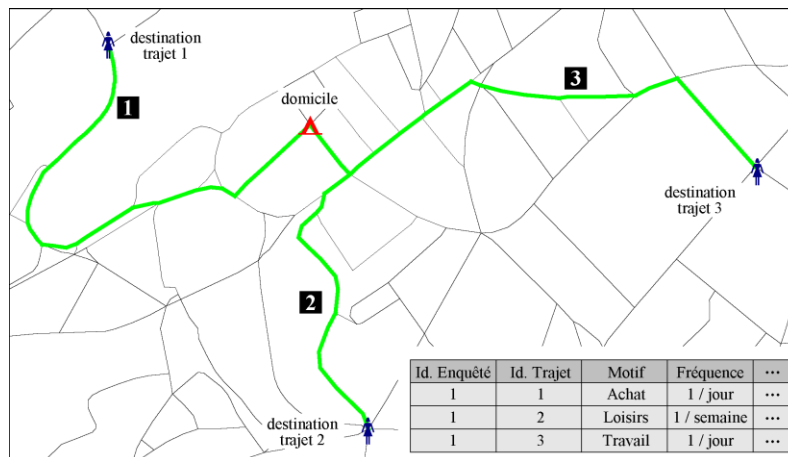 destination
trajet 1
1
3
domicile
destination
trajet 3
2
destination
trajet 2
Id. Enquêté Id. Trajet Motif Fréquence ...
1 1 Achat 1 / jour ...
1 2 Loisirs 1 / semaine ...
1 3 Travail 1 / jour ...